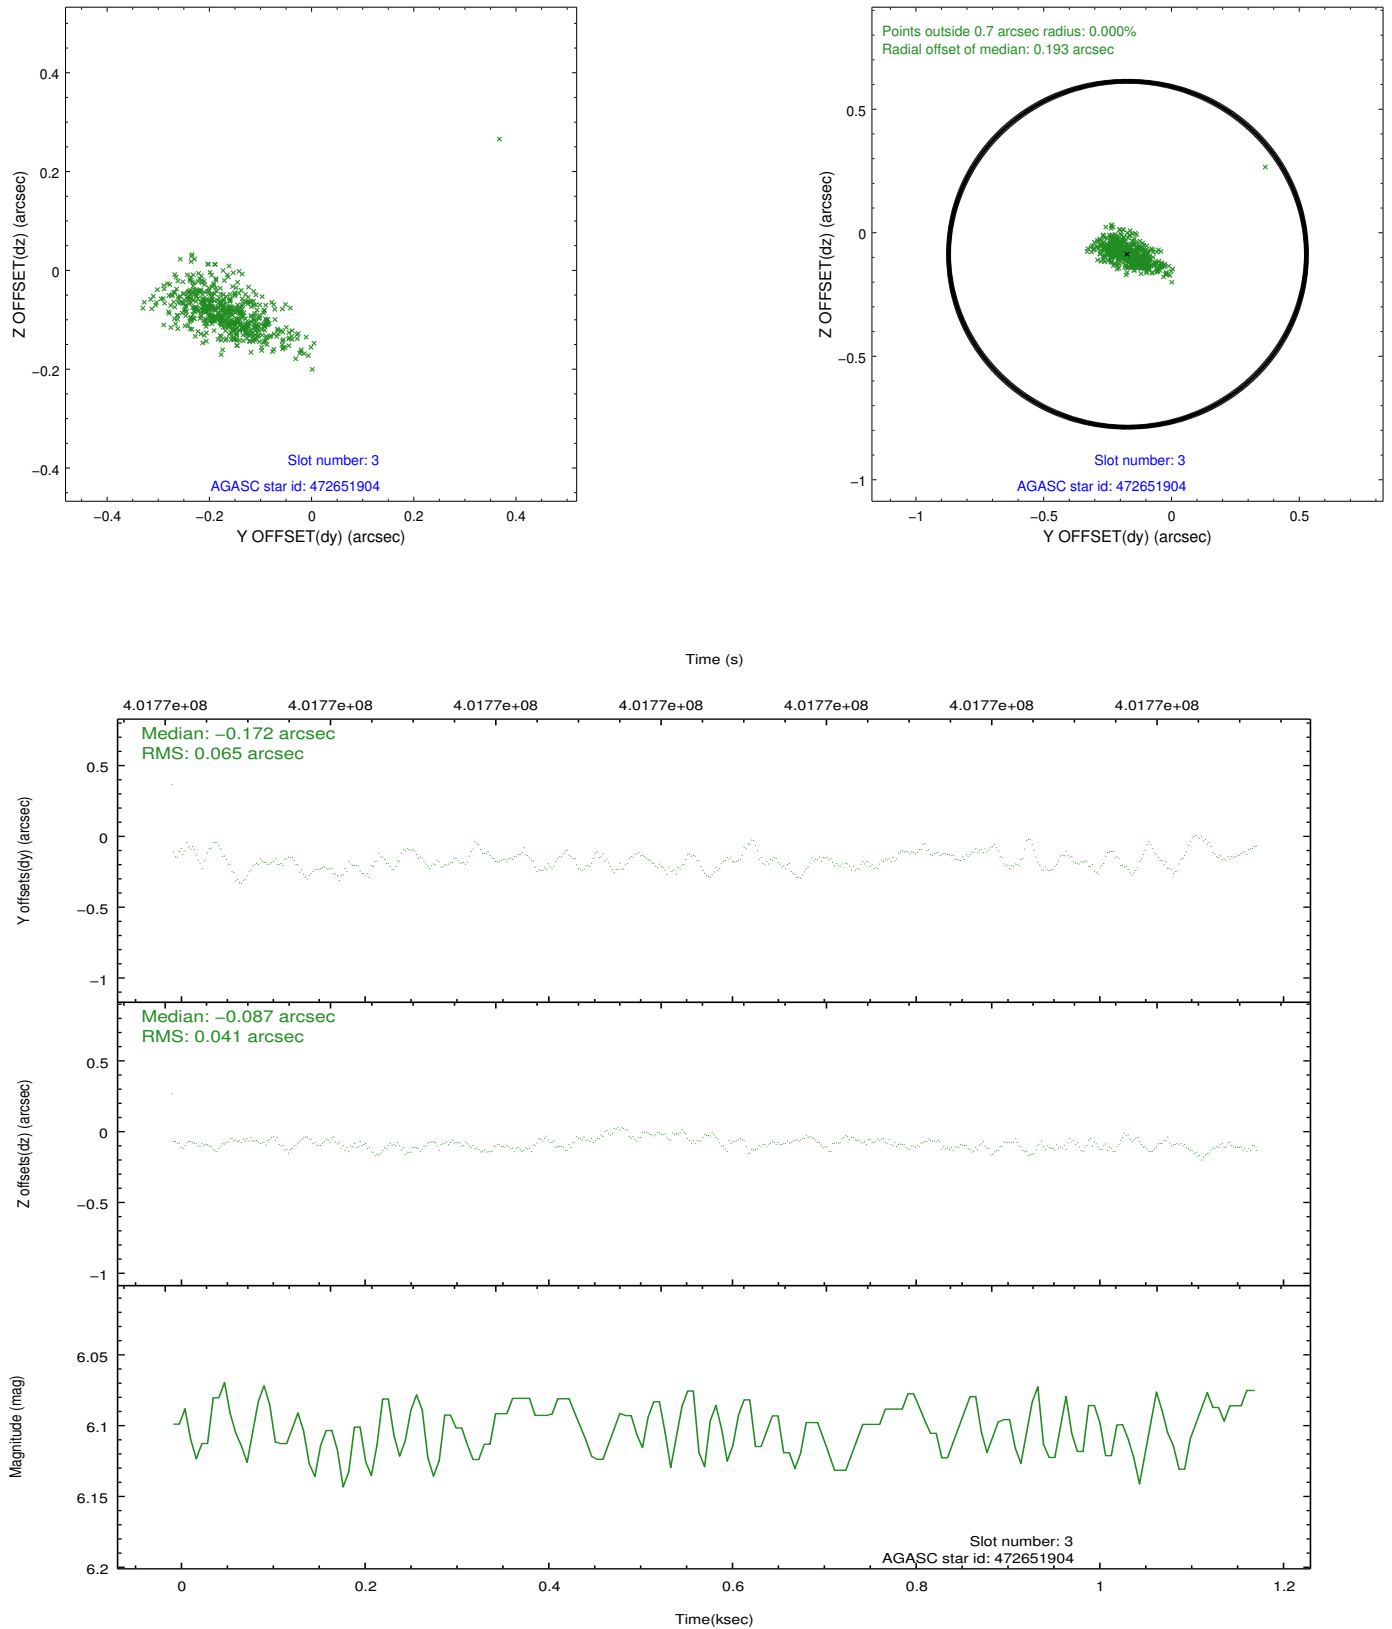 0.4
0.2
0
−0.2
−0.4
Z OFFSET(dz) (arcsec)
Slot number: 3
AGASC star id: 472651904
−0.4 −0.2 0 0.2 0.4
Y OFFSET(dy) (arcsec)
Points outside 0.7 arcsec radius: 0.000%
Radial offset of median: 0.193 arcsec
0.5
0
−0.5
−1
Z OFFSET(dz) (arcsec)
Slot number: 3
AGASC star id: 472651904
−1 −0.5 0 0.5
Y OFFSET(dy) (arcsec)
Time (s)
4.0177e+08 4.0177e+08 4.0177e+08 4.0177e+08 4.0177e+08 4.0177e+08 4.0177e+08
Median: −0.172 arcsec
RMS: 0.065 arcsec
0.5
0
−0.5
−1
Y offsets(dy) (arcsec)
Median: −0.087 arcsec
RMS: 0.041 arcsec
0.5
0
−0.5
−1
Z offsets(dz) (arcsec)
6.05
6.1
6.15
6.2
Magnitude (mag)
Slot number: 3
AGASC star id: 472651904
0 0.2 0.4 0.6 0.8 1 1.2
Time(ksec)